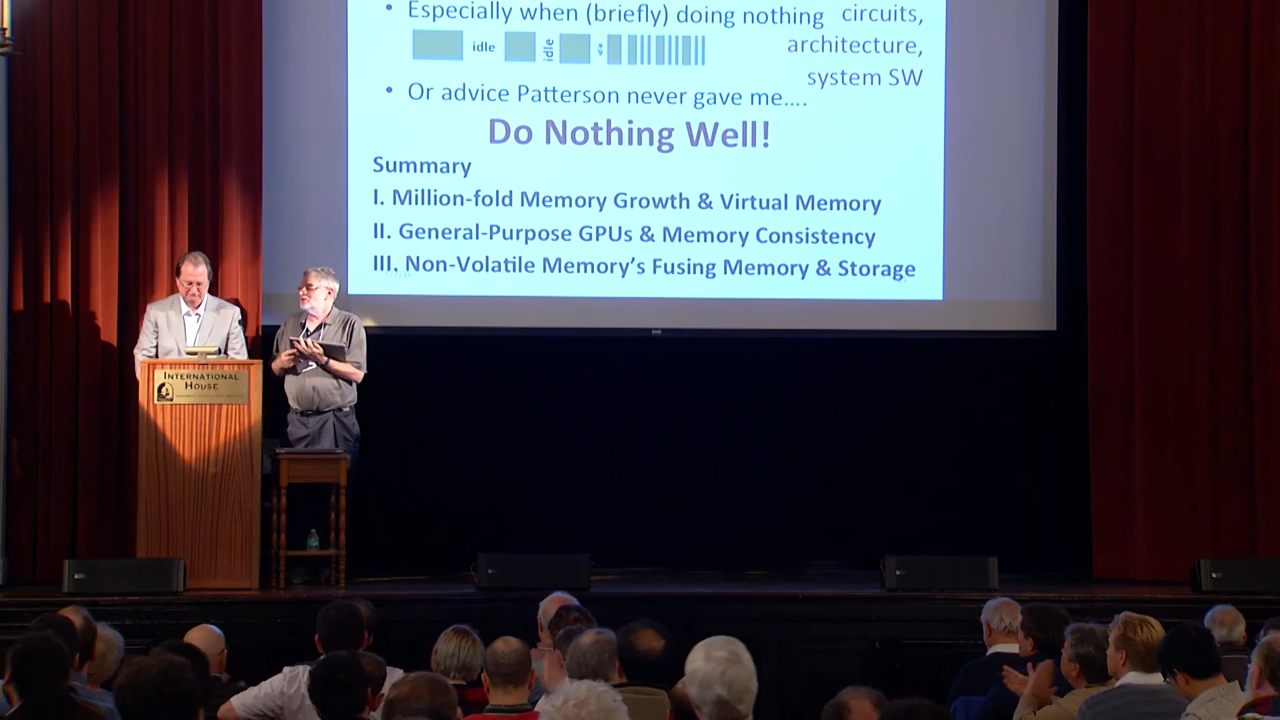 • Especially when (briefly) doing nothing circuits,
idle idle architecture,
system SW
• Or advice Patterson never gave me....
Do Nothing Well!
Summary
I. Million-fold Memory Growth & Virtual Memory
II. General-Purpose GPUs & Memory Consistency
III. Non-Volatile Memory's Fusing Memory & Storage
INTERNATIONAL
HOUSE